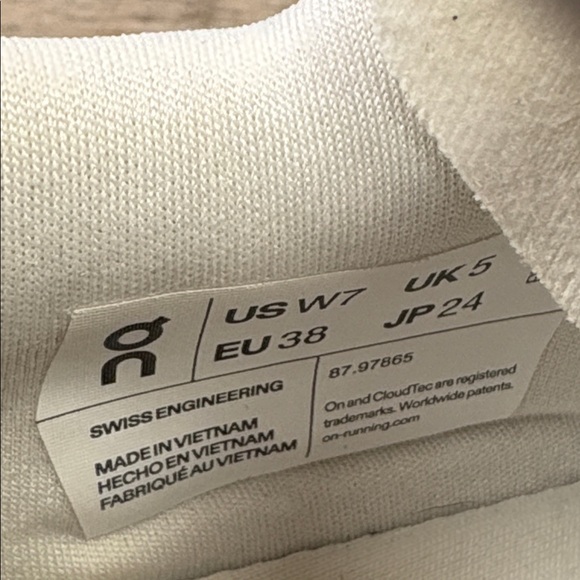 On
US W7 UK 5
EU 38 JP 24
SWISS ENGINEERING
MADE IN VIETNAM
HECHO EN VIETNAM
FABRIQUÉ AU VIETNAM
87.97865
On and CloudTec are registered
trademarks. Worldwide patents.
on-running.com